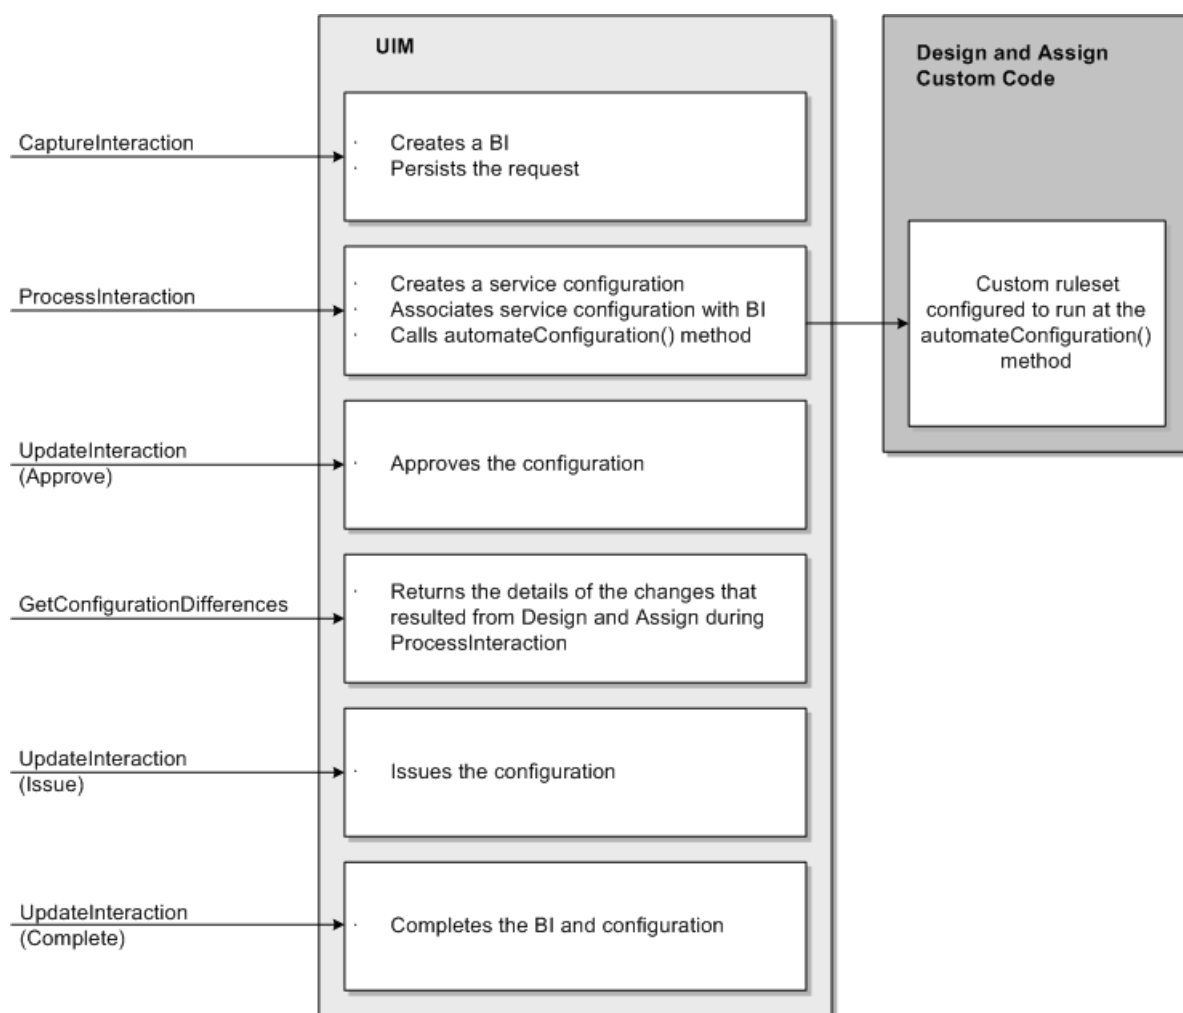 UIM
Design and Assign
Custom Code
CaptureInteraction
· Creates a BI
· Persists the request
ProcessInteraction
· Creates a service configuration
· Associates service configuration with BI
· Calls automateConfiguration() method
Custom ruleset
configured to run at the
automateConfiguration()
method
UpdateInteraction
(Approve)
· Approves the configuration
GetConfigurationDifferences
· Returns the details of the changes that
resulted from Design and Assign during
ProcessInteraction
UpdateInteraction
(Issue)
· Issues the configuration
UpdateInteraction
(Complete)
· Completes the BI and configuration